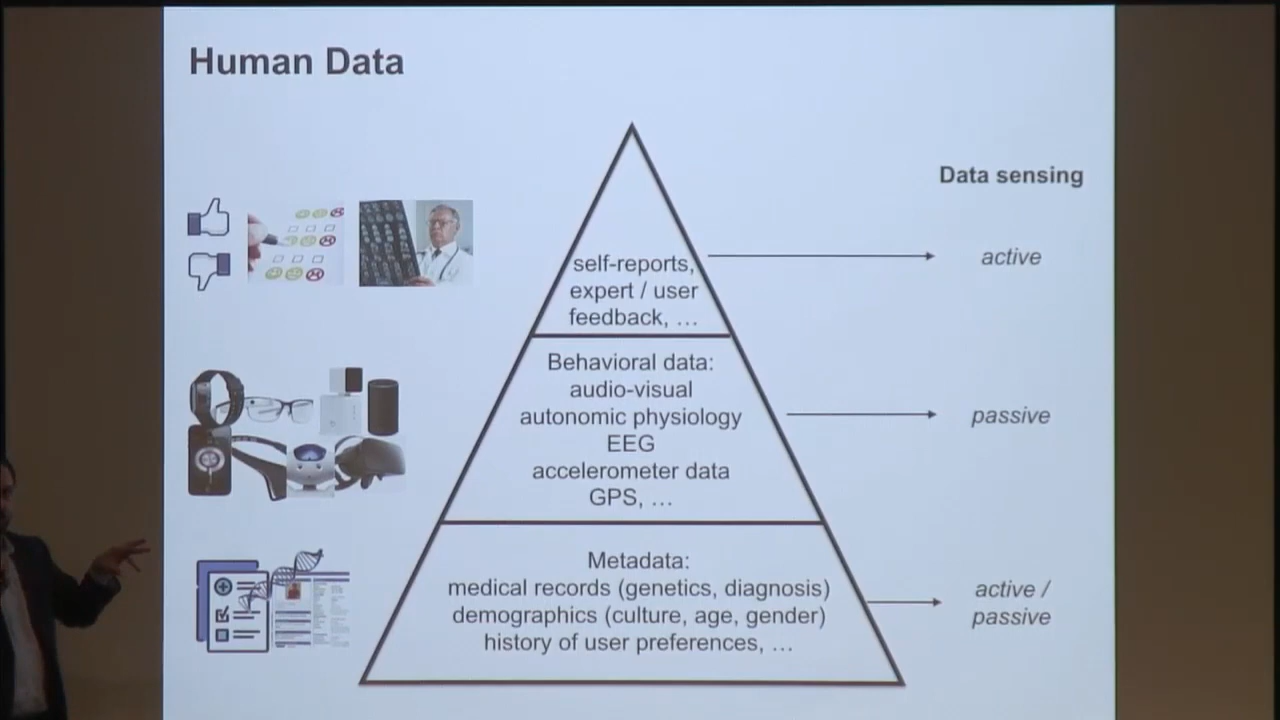 Human Data
Data sensing
self-reports,
expert / user
feedback, …
active
Behavioral data:
audio-visual
autonomic physiology
EEG
accelerometer data
GPS, …
passive
Metadata:
medical records (genetics, diagnosis)
demographics (culture, age, gender)
history of user preferences, …
active /
passive